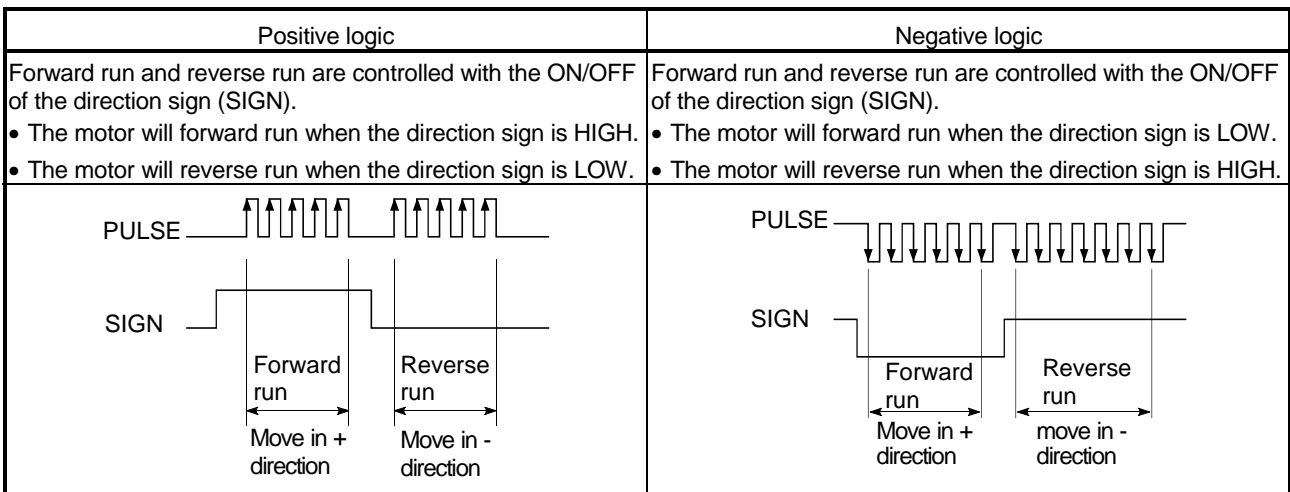 Positive logic
Forward run and reverse run are controlled with the ON/OFF
of the direction sign (SIGN).
• The motor will forward run when the direction sign is HIGH.
• The motor will reverse run when the direction sign is LOW.
PULSE
SIGN
Forward
run
Reverse
run
Move in +
direction
Move in -
direction
Negative logic
Forward run and reverse run are controlled with the ON/OFF
of the direction sign (SIGN).
• The motor will forward run when the direction sign is LOW.
• The motor will reverse run when the direction sign is HIGH.
PULSE
SIGN
Forward
run
Reverse
run
Move in +
direction
move in -
direction